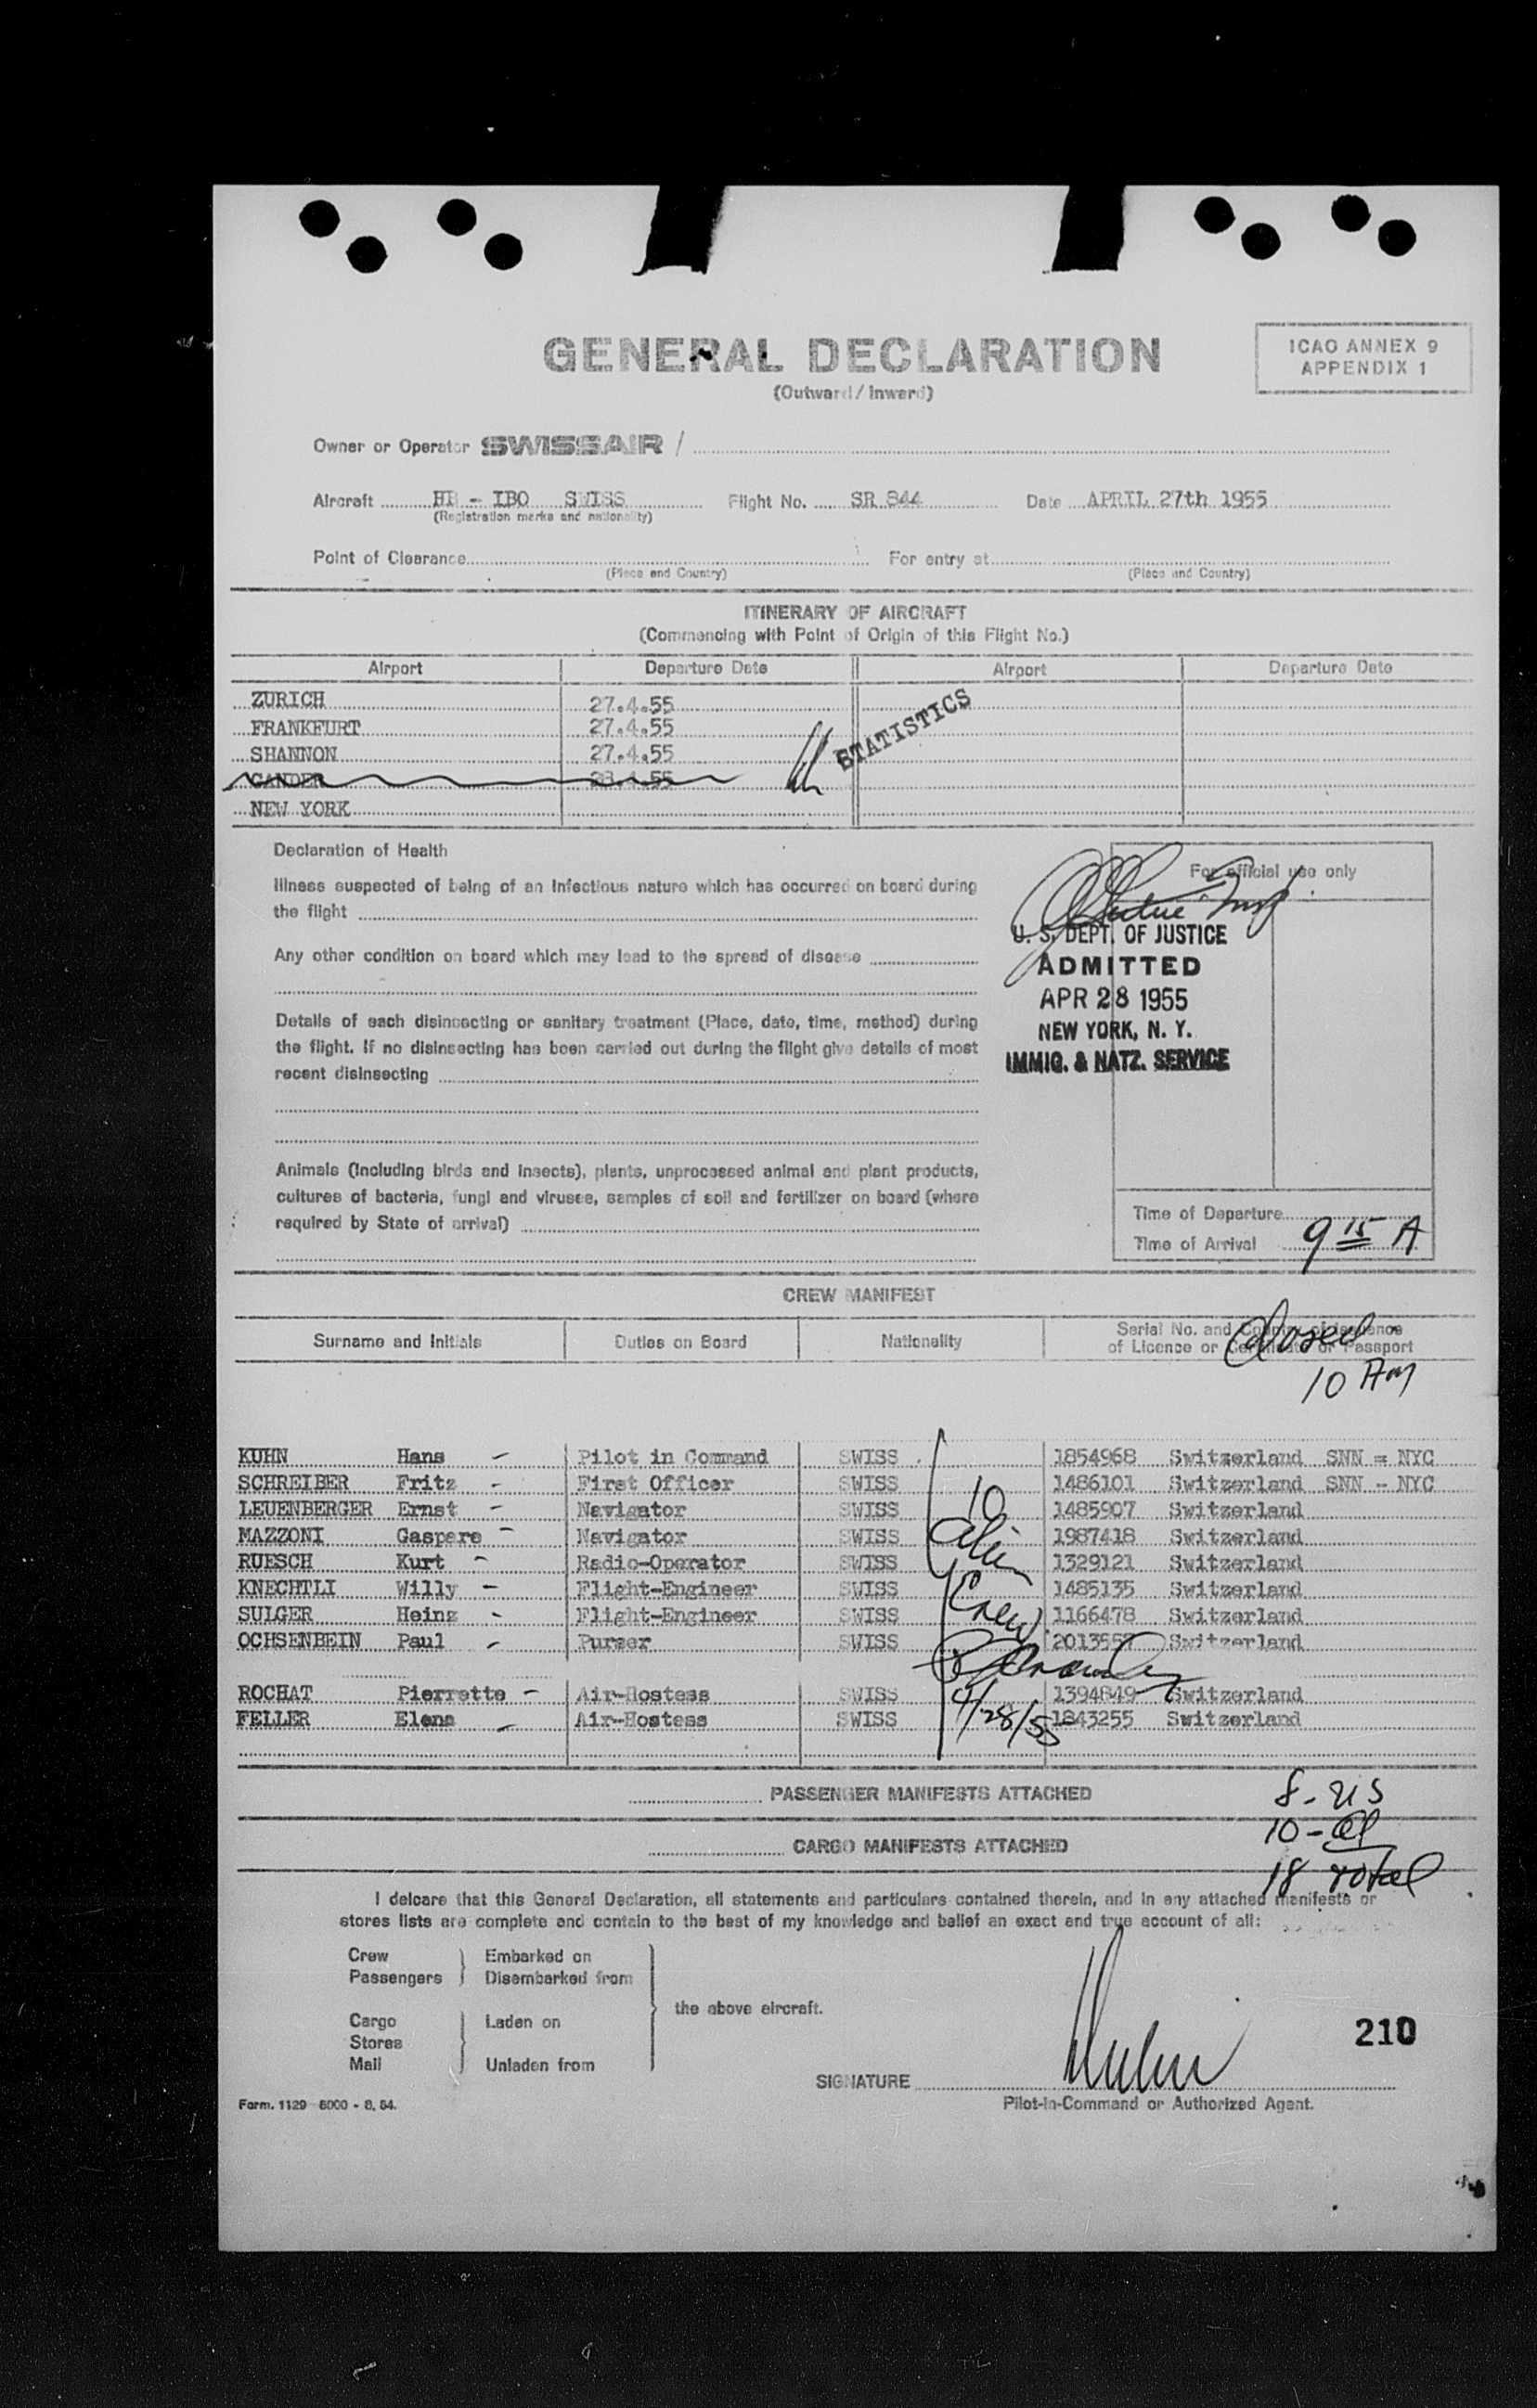 GENERAL DECLARATION
(Outward / Inward)
ICAO ANNEX 9
APPENDIX 1
Owner or Operator SWISSAIR /
Aircraft HB - IBO SWISS Flight No. SR 844 Date APRIL 27th 1955
(Registration marks and nationality)
Point of Clearance For entry at
(Place and Country) (Place and Country)
ITINERARY OF AIRCRAFT
(Commencing with Point of Origin of this Flight No.)
Airport Departure Date Airport Departure Date
ZURICH 27.4.55
FRANKFURT 27.4.55
SHANNON 27.4.55
STATISTICS
GANDER 28.4.55
NEW YORK
Declaration of Health
For official use only
Illness suspected of being of an infectious nature which has occurred on board during
the flight
U. S. DEPT. OF JUSTICE
ADMITTED
APR 28 1955
NEW YORK, N. Y.
IMMIG. & NATZ. SERVICE
Any other condition on board which may lead to the spread of disease
Details of each disinsecting or sanitary treatment (Place, date, time, method) during
the flight. If no disinsecting has been carried out during the flight give details of most
recent disinsecting
Animals (including birds and insects), plants, unprocessed animal and plant products,
cultures of bacteria, fungi and viruses, samples of soil and fertilizer on board (where
required by State of arrival)
Time of Departure
Time of Arrival 9 15 A
CREW MANIFEST
Surname and Initials Duties on Board Nationality Serial No. and Country of Issuance
of Licence or Certificate or Passport
Closed -
10 AM
KUHN Hans - Pilot in Command SWISS 1854968 Switzerland SNN - NYC
SCHREIBER Fritz - First Officer SWISS 1486101 Switzerland SNN - NYC
LEUENBERGER Ernst - Navigator SWISS 1485907 Switzerland
MAZZONI Gaspare - Navigator SWISS 1987418 Switzerland
RUESCH Kurt - Radio-Operator SWISS 1329121 Switzerland
KNECHTLI Willy - Flight-Engineer SWISS 1485135 Switzerland
SULGER Heinz - Flight-Engineer SWISS 1166478 Switzerland
OCHSENBEIN Paul - Purser SWISS Switzerland
ROCHAT Pierrette - Air-Hostess SWISS 1394849 Switzerland
FELLER Elena - Air-Hostess SWISS 1843255 Switzerland
10
alien
Crew
4/28/55
PASSENGER MANIFESTS ATTACHED
8 - US
CARGO MANIFESTS ATTACHED
10 - al
18 total
I delcare that this General Declaration, all statements and particulars contained therein, and in any attached manifests or
stores lists are complete and contain to the best of my knowledge and belief an exact and true account of all:
Crew Embarked on
Passengers Disembarked from
the above aircraft.
Cargo Laden on
Stores
Mail Unladen from
210
SIGNATURE
Form. 1129 5000 - 8. 54.
Pilot-in-Command or Authorized Agent.